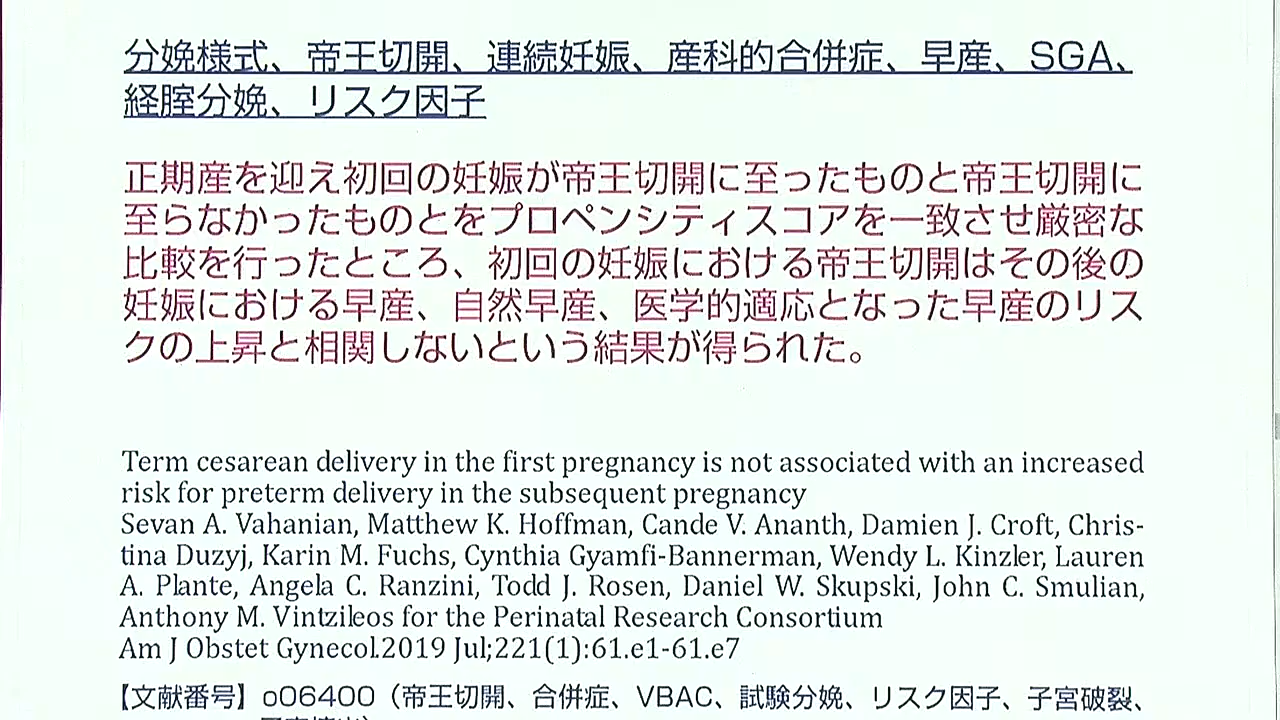 分娩様式、帝王切開、連続妊娠、産科的合併症、早産、SGA、
経腟分娩、リスク因子
正期産を迎え初回の妊娠が帝王切開に至ったものと帝王切開に
至らなかったものとをプロペンシティスコアを一致させ厳密な
比較を行ったところ、初回の妊娠における帝王切開はその後の
妊娠における早産、自然早産、医学的適応となった早産のリス
クの上昇と相関しないという結果が得られた。
Term cesarean delivery in the first pregnancy is not associated with an increased
risk for preterm delivery in the subsequent pregnancy
Sevan A. Vahanian, Matthew K. Hoffman, Cande V. Ananth, Damien J. Croft, Chris-
tina Duzyj, Karin M. Fuchs, Cynthia Gyamfi-Bannerman, Wendy L. Kinzler, Lauren
A. Plante, Angela C. Ranzini, Todd J. Rosen, Daniel W. Skupski, John C. Smulian,
Anthony M. Vintzileos for the Perinatal Research Consortium
Am J Obstet Gynecol.2019 Jul;221(1):61.e1-61.e7
【文献番号】o06400（帝王切開、合併症、VBAC、試験分娩、リスク因子、子宮破裂、